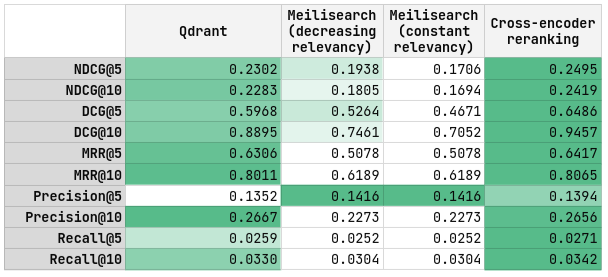 Qdrant Meilisearch (decreasing relevancy) Meilisearch (constant relevancy) Cross-encoder reranking
NDCG@5 0.2302 0.1938 0.1706 0.2495
NDCG@10 0.2283 0.1805 0.1694 0.2419
DCG@5 0.5968 0.5264 0.4671 0.6486
DCG@10 0.8895 0.7461 0.7052 0.9457
MRR@5 0.6306 0.5078 0.5078 0.6417
MRR@10 0.8011 0.6189 0.6189 0.8065
Precision@5 0.1352 0.1416 0.1416 0.1394
Precision@10 0.2667 0.2273 0.2273 0.2656
Recall@5 0.0259 0.0252 0.0252 0.0271
Recall@10 0.0330 0.0304 0.0304 0.0342